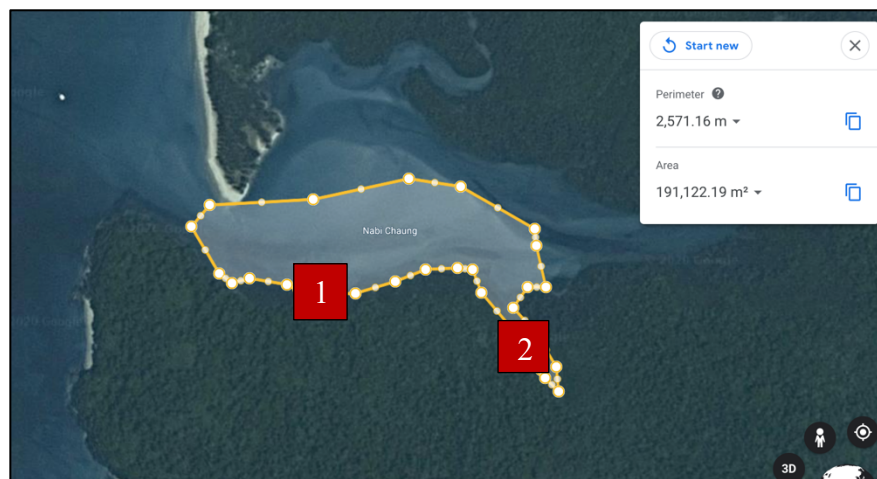 Start new
Perimeter
2,571.16 m
Area
191,122.19 m²
Nabi Chaung
1
2
3D